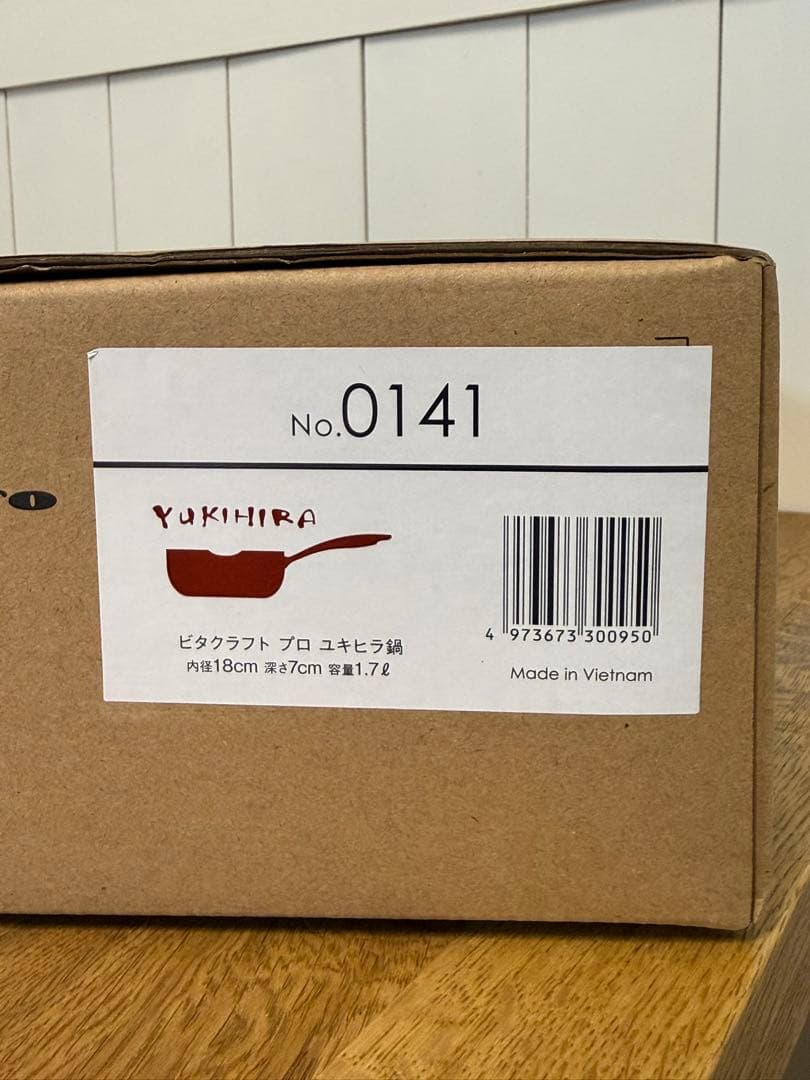 No.0141
YUKIHIRA
ビタクラフト プロ ユキヒラ鍋
内径18cm 深さ7cm 容量1.7ℓ
4 973673 300950
Made in Vietnam